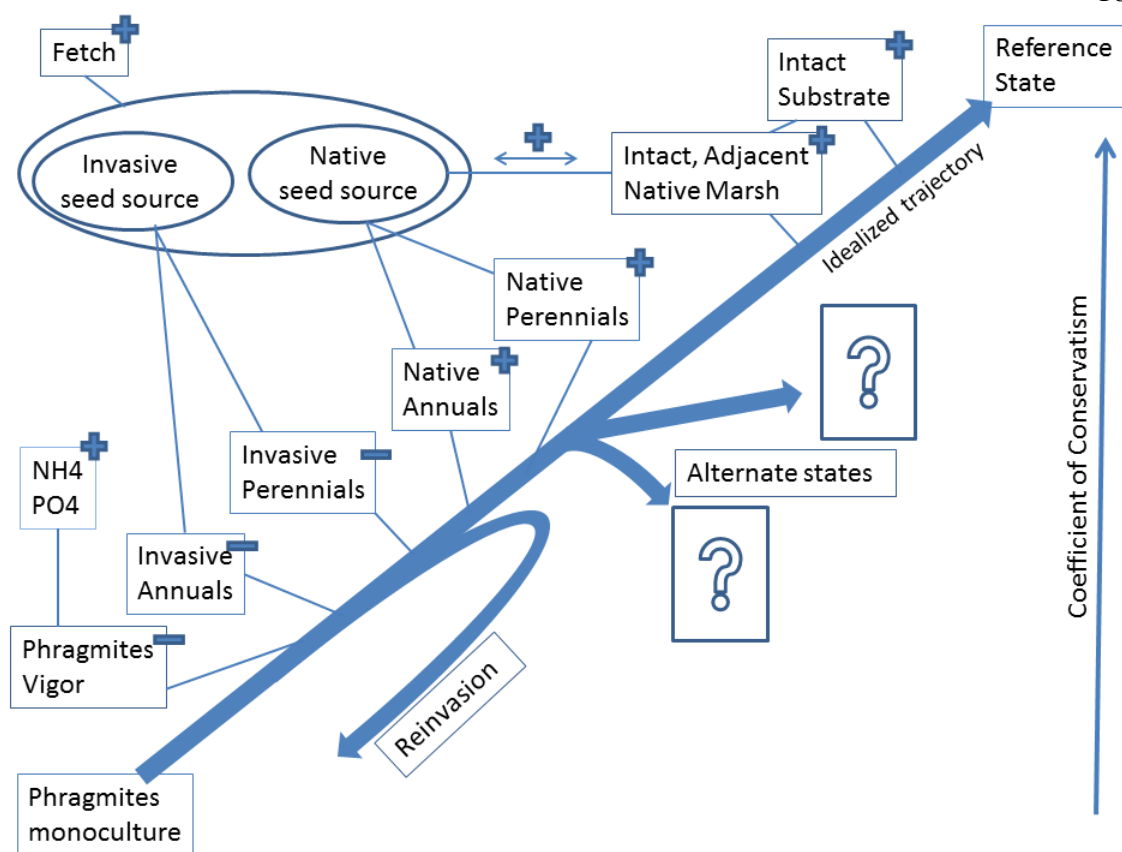 Fetch
Intact
Substrate
Reference
State
Invasive
seed source
Native
seed source
Intact, Adjacent
Native Marsh
Idealized trajectory
Native
Perennials
Native
Annuals
?
Coefficient of Conservatism
NH4
PO4
Invasive
Perennials
Alternate states
?
Invasive
Annuals
Phragmites
Vigor
Reinvasion
Phragmites
monoculture